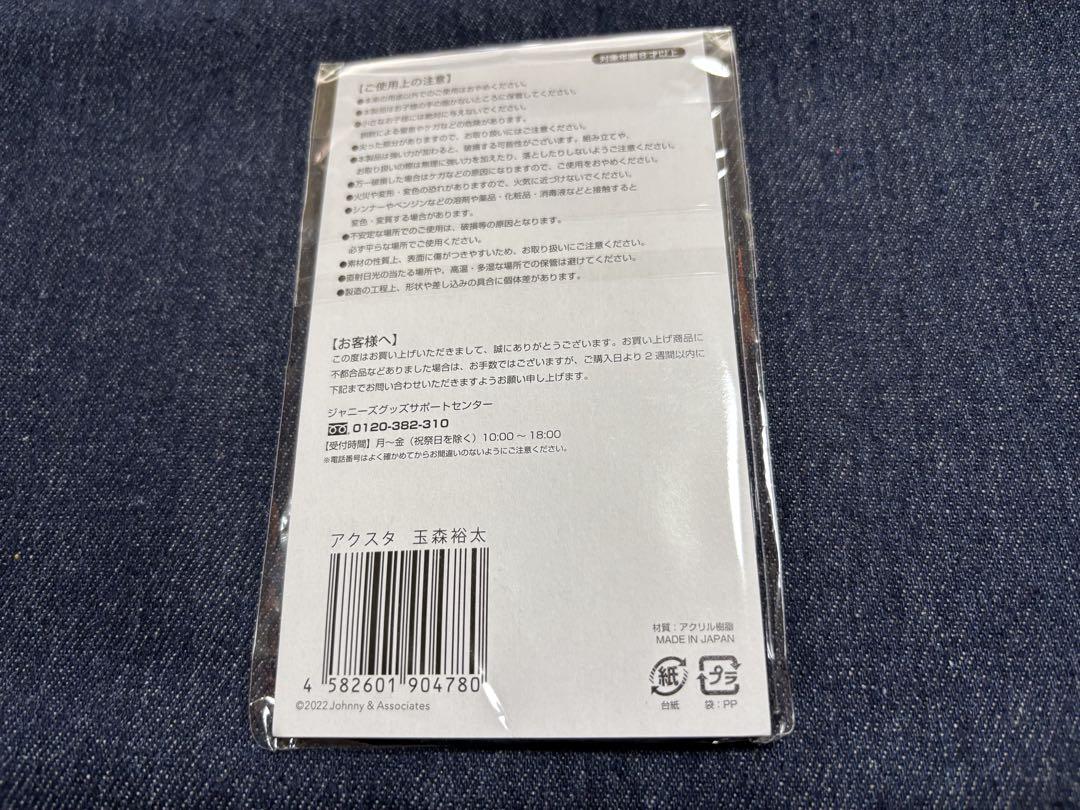 対象年齢6才以上
【ご使用上の注意】
●本来の用途以外でのご使用はおやめください。
●本製品はお子様の手の届かないところに保管してください。
●小さなお子様には絶対に与えないでください。
誤飲による窒息やケガなどの危険があります。
●尖った部分がありますので、お取り扱いにはご注意ください。
●本製品は強い力が加わると、破損する可能性がございます。組み立てや、
お取り扱いの際は無理に強い力を加えたり、落としたりしないようご注意ください。
●万一破損した場合はケガなどの原因になりますので、ご使用をおやめください。
●火災や変形・変色の恐れがありますので、火気に近づけないでください。
●シンナーやベンジンなどの溶剤や薬品・化粧品・消毒液などと接触すると
変色・変質する場合があります。
●不安定な場所でのご使用は、破損等の原因となります。
必ず平らな場所でご使用ください。
●素材の性質上、表面に傷がつきやすいため、お取り扱いにご注意ください。
●直射日光の当たる場所や、高温・多湿な場所での保管は避けてください。
●製造の工程上、形状や差し込みの具合に個体差があります。
【お客様へ】
この度はお買い上げいただきまして、誠にありがとうございます。お買い上げ商品に
不都合品などありました場合は、お手数ではございますが、ご購入日より2週間以内に
下記までお問い合わせいただきますようお願い申し上げます。
ジャニーズグッズサポートセンター
0120-382-310
【受付時間】月～金（祝祭日を除く）10:00～18:00
※電話番号はよく確かめてからお間違いのないようにご注意ください。
アクスタ 玉森裕太
4 582601 904780
©2022 Johnny & Associates
材質：アクリル樹脂
MADE IN JAPAN
紙 プラ
台紙 袋：PP